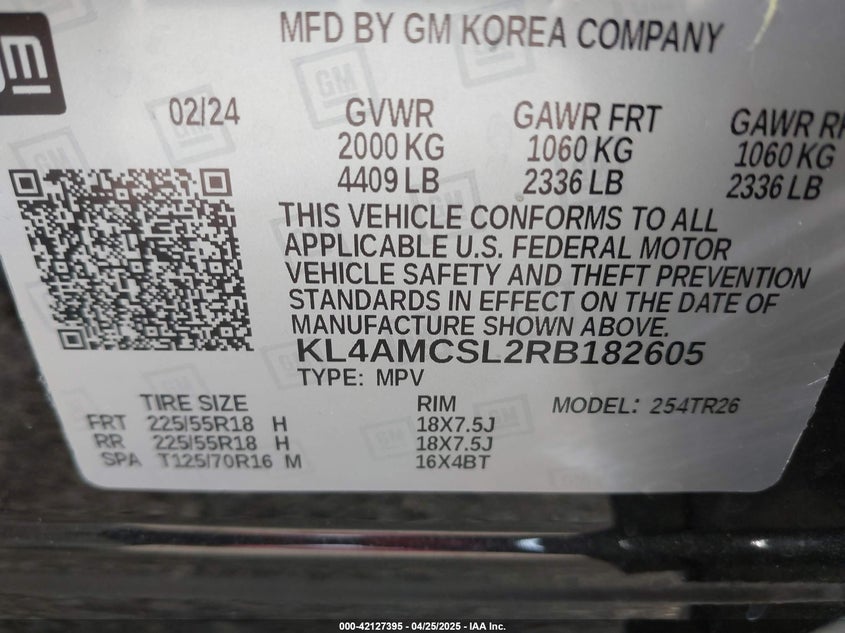 MFD BY GM KOREA COMPANY
gm
02/24 GVWR GAWR FRT GAWR
2000 KG 1060 KG 1060 KG
4409 LB 2336 LB 2336 LB
THIS VEHICLE CONFORMS TO ALL
APPLICABLE U.S. FEDERAL MOTOR
VEHICLE SAFETY AND THEFT PREVENTION
STANDARDS IN EFFECT ON THE DATE OF
MANUFACTURE SHOWN ABOVE.
KL4AMCSL2RB182605
TYPE: MPV
TIRE SIZE RIM MODEL: 254TR26
FRT 225/55R18 H 18X7.5J
RR 225/55R18 H 18X7.5J
SPA T125/70R16 M 16X4BT
000-42127395 - 04/25/2025 - IAA Inc.